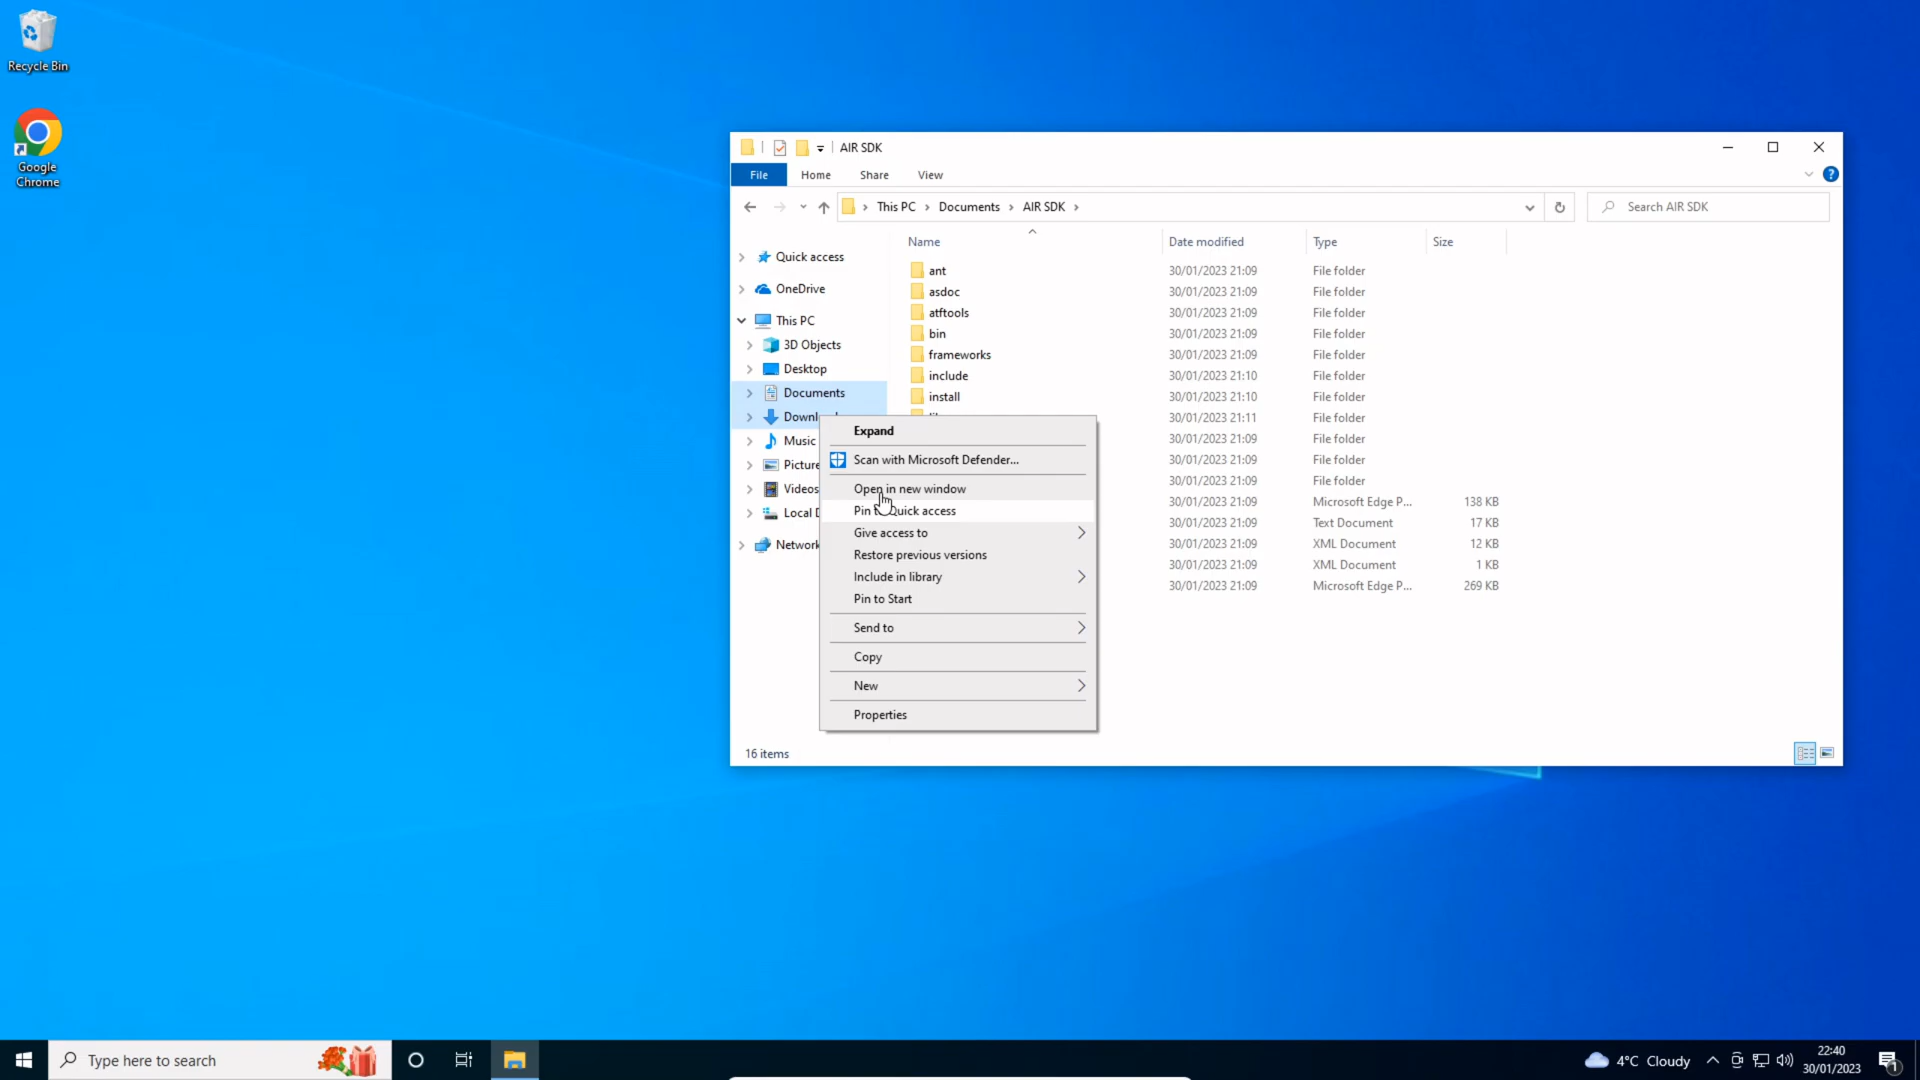 Recycle Bin
Google
Chrome
AIR SDK
File
Home
Share
View
This PC
Documents
AIR SDK
Search AIR SDK
Name
Date modified
Type
Size
Quick access
OneDrive
This PC
3D Objects
Desktop
Documents
Music
Videos
Network
ant 30/01/2023 21:09 File folder
asdoc 30/01/2023 21:09 File folder
atftools 30/01/2023 21:09 File folder
bin 30/01/2023 21:09 File folder
frameworks 30/01/2023 21:09 File folder
include 30/01/2023 21:10 File folder
install 30/01/2023 21:10 File folder
30/01/2023 21:11 File folder
30/01/2023 21:09 File folder
30/01/2023 21:09 File folder
30/01/2023 21:09 File folder
30/01/2023 21:09 Microsoft Edge P... 138 KB
30/01/2023 21:09 Text Document 17 KB
30/01/2023 21:09 XML Document 12 KB
30/01/2023 21:09 XML Document 1 KB
30/01/2023 21:09 Microsoft Edge P... 269 KB
Expand
Scan with Microsoft Defender...
Open in new window
Pin to Quick access
Give access to
Restore previous versions
Include in library
Pin to Start
Send to
Copy
New
Properties
16 items
Type here to search
4°C Cloudy
22:40
30/01/2023
1